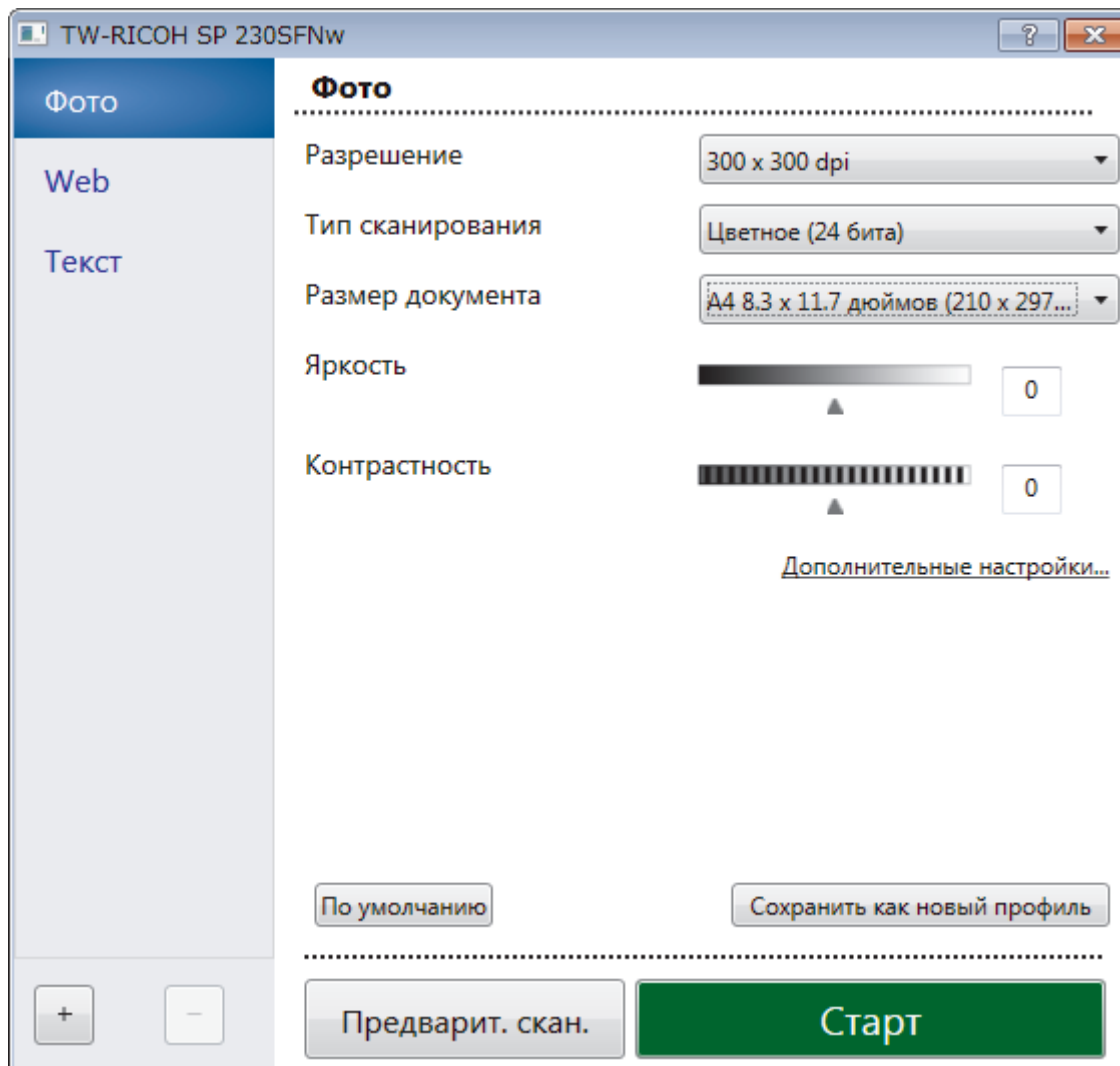 TW-RICOH SP 230SFNw
?
Фото
Web
Текст
Фото
Разрешение
300 x 300 dpi
Тип сканирования
Цветное (24 бита)
Размер документа
A4 8.3 x 11.7 дюймов (210 x 297...
Яркость
0
Контрастность
0
Дополнительные настройки...
По умолчанию
Сохранить как новый профиль
+
−
Предварит. скан.
Старт